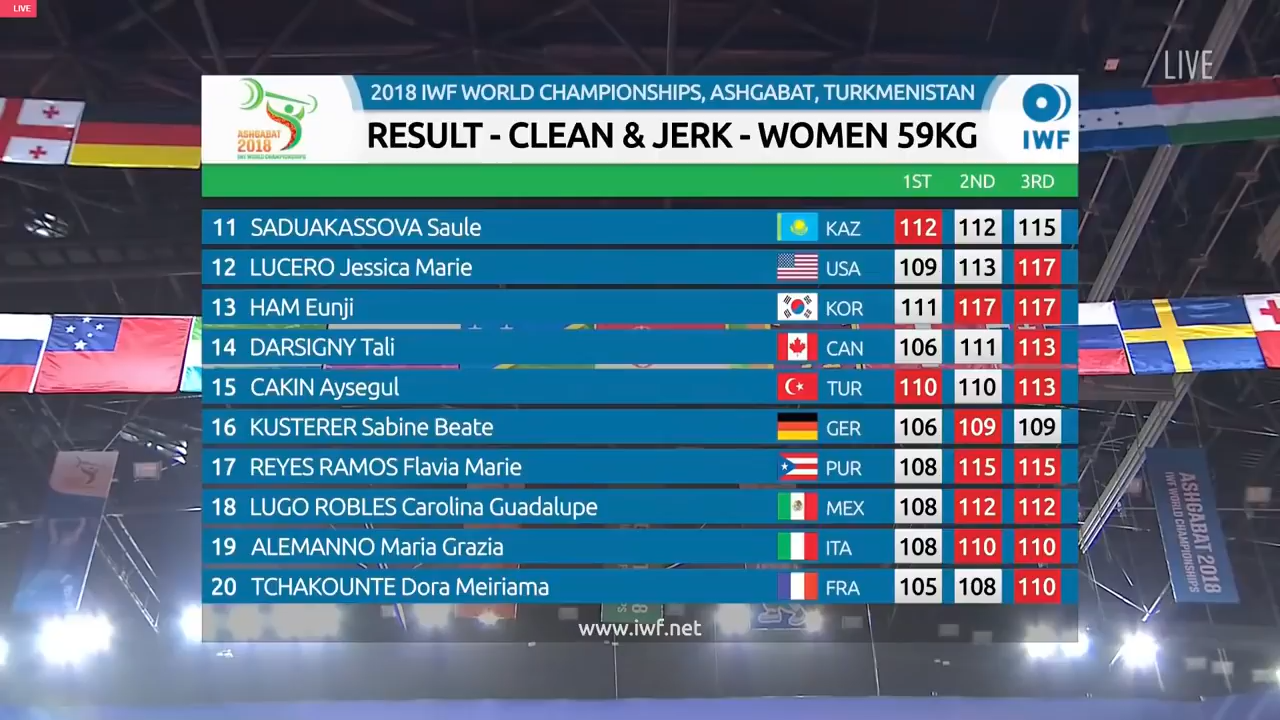 LIVE
LIVE
ASHGABAT
2018
IWF WORLD CHAMPIONSHIPS
2018 IWF WORLD CHAMPIONSHIPS, ASHGABAT, TURKMENISTAN
RESULT - CLEAN & JERK - WOMEN 59KG
IWF
1ST 2ND 3RD
11 SADUAKASSOVA Saule KAZ 112 112 115
12 LUCERO Jessica Marie USA 109 113 117
13 HAM Eunji KOR 111 117 117
14 DARSIGNY Tali CAN 106 111 113
15 CAKIN Aysegul TUR 110 110 113
16 KUSTERER Sabine Beate GER 106 109 109
17 REYES RAMOS Flavia Marie PUR 108 115 115
18 LUGO ROBLES Carolina Guadalupe MEX 108 112 112
19 ALEMANNO Maria Grazia ITA 108 110 110
20 TCHAKOUNTE Dora Meiriama FRA 105 108 110
www.iwf.net
ASHGABAT 2018
IWF WORLD CHAMPIONSHIPS